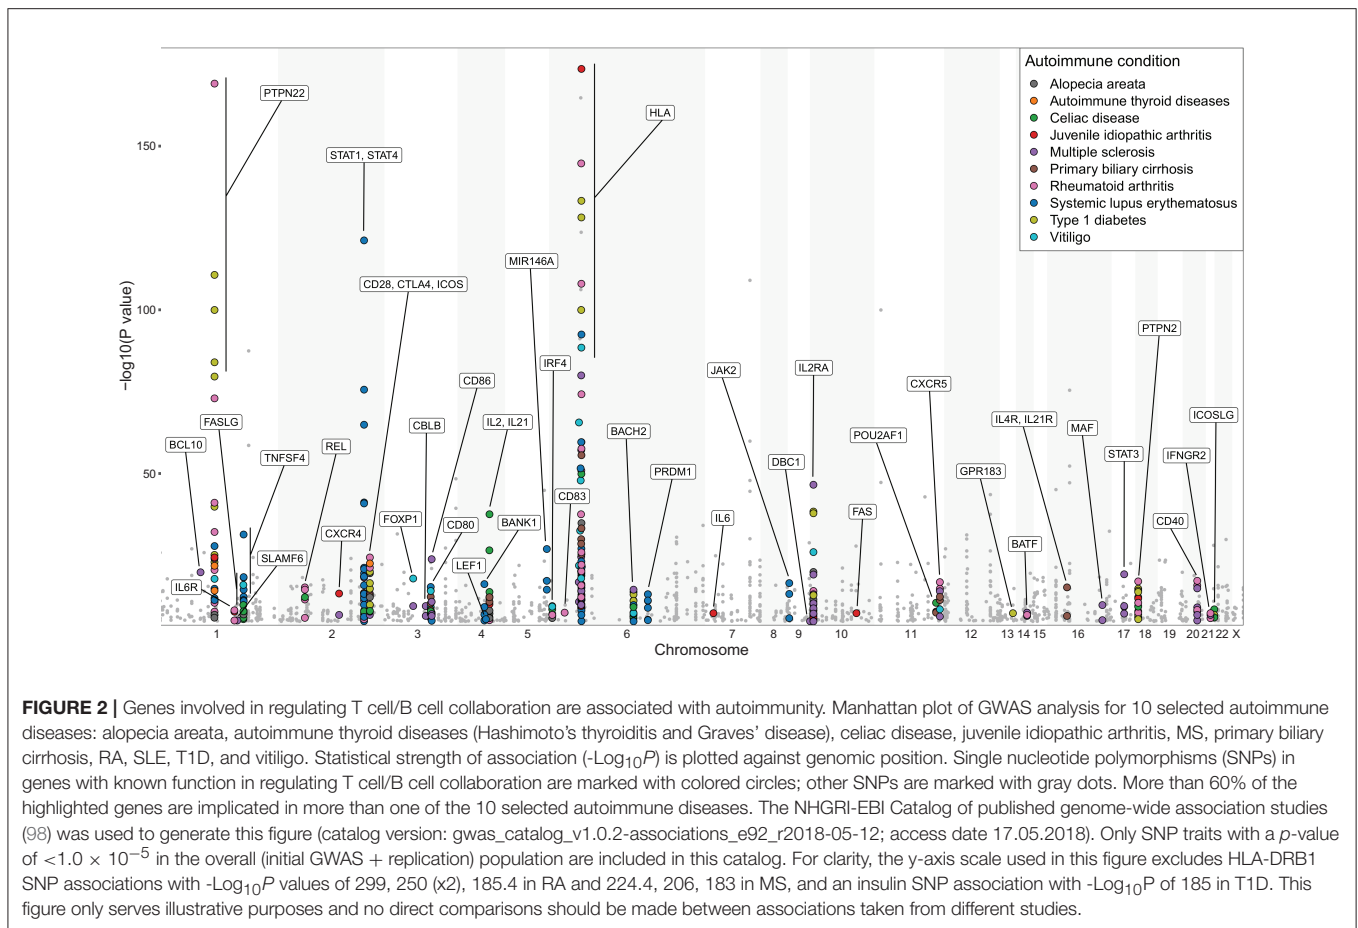 Autoimmune condition
Alopecia areata
Autoimmune thyroid diseases
Celiac disease
Juvenile idiopathic arthritis
Multiple sclerosis
Primary biliary cirrhosis
Rheumatoid arthritis
Systemic lupus erythematosus
Type 1 diabetes
Vitiligo
PTPN22
HLA
150
STAT1, STAT4
MIR146A
CD28, CTLA4, ICOS
−log10(P value)
100
PTPN2
IRF4
JAK2
IL2RA
CD86
CXCR5
FASLG
CBLB
IL2, IL21
BACH2
IL4R, IL21R
ICOSLG
BCL10
REL
POU2AF1
MAF
TNFSF4
STAT3
IFNGR2
50
PRDM1
DBC1
GPR183
CD83
FOXP1
CD80
BANK1
IL6
FAS
CD40
CXCR4
BATF
SLAMF6
LEF1
IL6R
1 2 3 4 5 6 7 8 9 10 11 12 13 14 15 16 17 18 19 20 21 22 X
Chromosome
FIGURE 2 | Genes involved in regulating T cell/B cell collaboration are associated with autoimmunity. Manhattan plot of GWAS analysis for 10 selected autoimmune
diseases: alopecia areata, autoimmune thyroid diseases (Hashimoto's thyroiditis and Graves' disease), celiac disease, juvenile idiopathic arthritis, MS, primary biliary
cirrhosis, RA, SLE, T1D, and vitiligo. Statistical strength of association (-Log10P) is plotted against genomic position. Single nucleotide polymorphisms (SNPs) in
genes with known function in regulating T cell/B cell collaboration are marked with colored circles; other SNPs are marked with gray dots. More than 60% of the
highlighted genes are implicated in more than one of the 10 selected autoimmune diseases. The NHGRI-EBI Catalog of published genome-wide association studies
(98) was used to generate this figure (catalog version: gwas_catalog_v1.0.2-associations_e92_r2018-05-12; access date 17.05.2018). Only SNP traits with a p-value
of <1.0 × 10−5 in the overall (initial GWAS + replication) population are included in this catalog. For clarity, the y-axis scale used in this figure excludes HLA-DRB1
SNP associations with -Log10P values of 299, 250 (x2), 185.4 in RA and 224.4, 206, 183 in MS, and an insulin SNP association with -Log10P of 185 in T1D. This
figure only serves illustrative purposes and no direct comparisons should be made between associations taken from different studies.